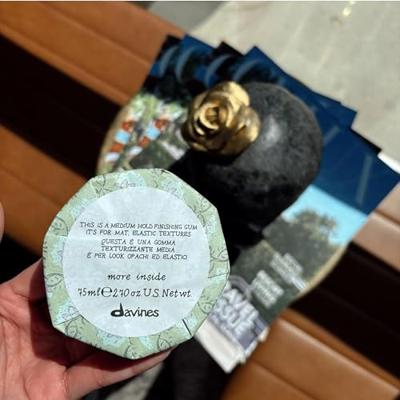 THIS IS A MEDIUM HOLD FINISHING GUM
IT'S FOR MAT, ELASTIC TEXTURES
QUESTA È UNA GOMMA
TEXTURIZZANTE MEDIA
E PER LOOK OPACHI ED ELASTICI
more inside
75ml ℮ 2.70 oz U.S. Net wt.
davines